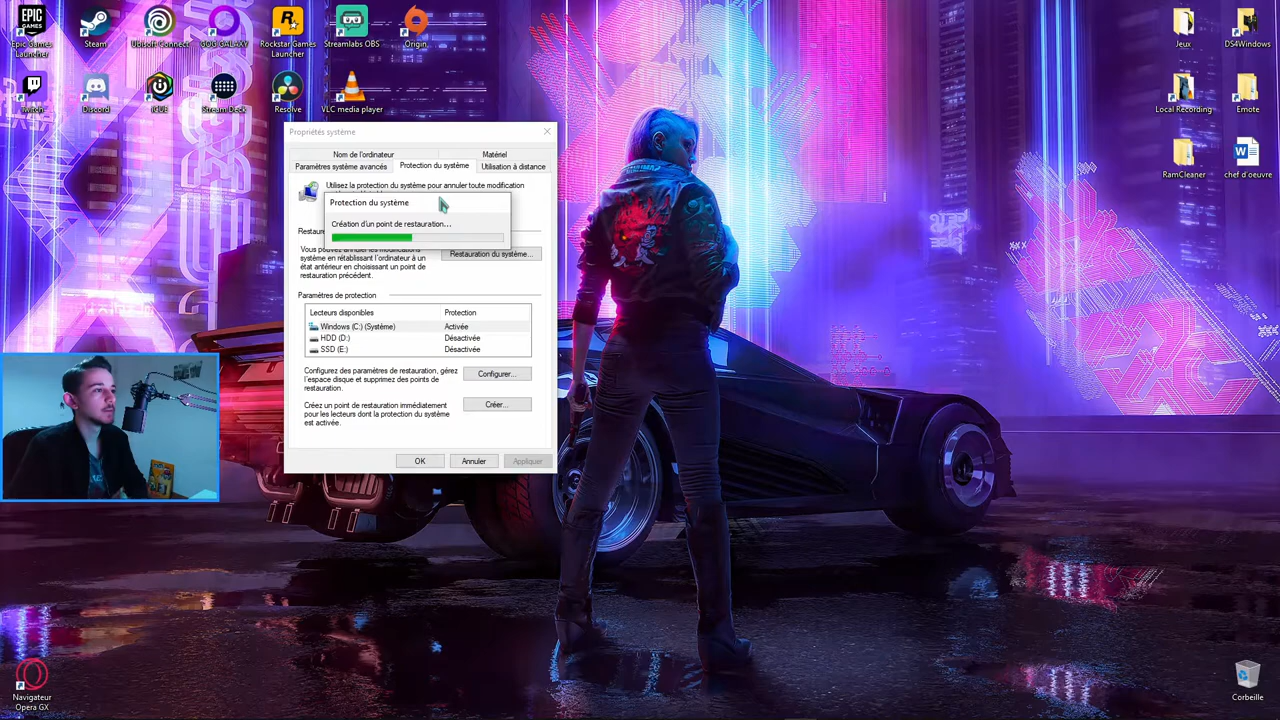 Epic Games
Launcher
Steam
Ubisoft Connect
GOG GALAXY
Rockstar Games
Launcher
Streamlabs OBS
Origin
Jeux
DS4Windows
Twitch
Discord
iCUE
Stream Deck
Resolve
VLC media player
Local Recording
Emote
RamCleaner
chef d'oeuvre
Propriétés système
Nom de l'ordinateur
Matériel
Paramètres système avancés
Protection du système
Utilisation à distance
Utilisez la protection du système pour annuler toute modification
Protection du système
Création d'un point de restauration...
Restaura
Vous pouvez annuler les modifications
système en rétablissant l'ordinateur à un
état antérieur en choisissant un point de
restauration précédent.
Restauration du système...
Paramètres de protection
Lecteurs disponibles
Protection
Windows (C:) (Système)
Activée
HDD (D:)
Désactivée
SSD (E:)
Désactivée
Configurez des paramètres de restauration, gérez
l'espace disque et supprimez des points de
restauration.
Configurer...
Créez un point de restauration immédiatement
pour les lecteurs dont la protection du système
est activée.
Créer...
OK
Annuler
Appliquer
Navigateur
Opera GX
Corbeille